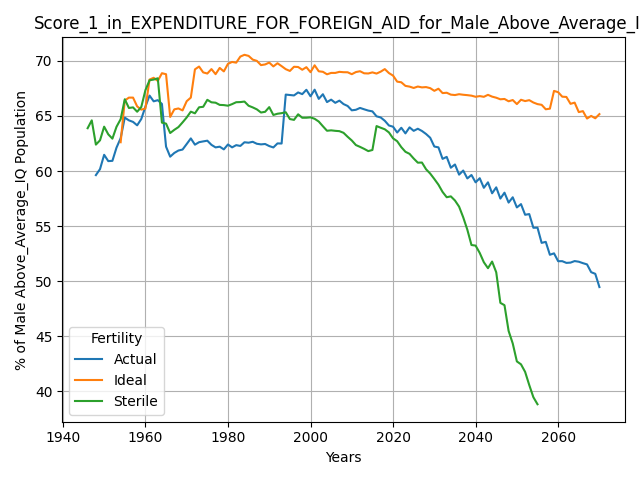 Score_1_in_EXPENDITURE_FOR_FOREIGN_AID_for_Male_Above_Average_I
% of Male Above_Average_IQ Population
70
65
60
55
50
45
40
Fertility
Actual
Ideal
Sterile
1940 1960 1980 2000 2020 2040 2060
Years